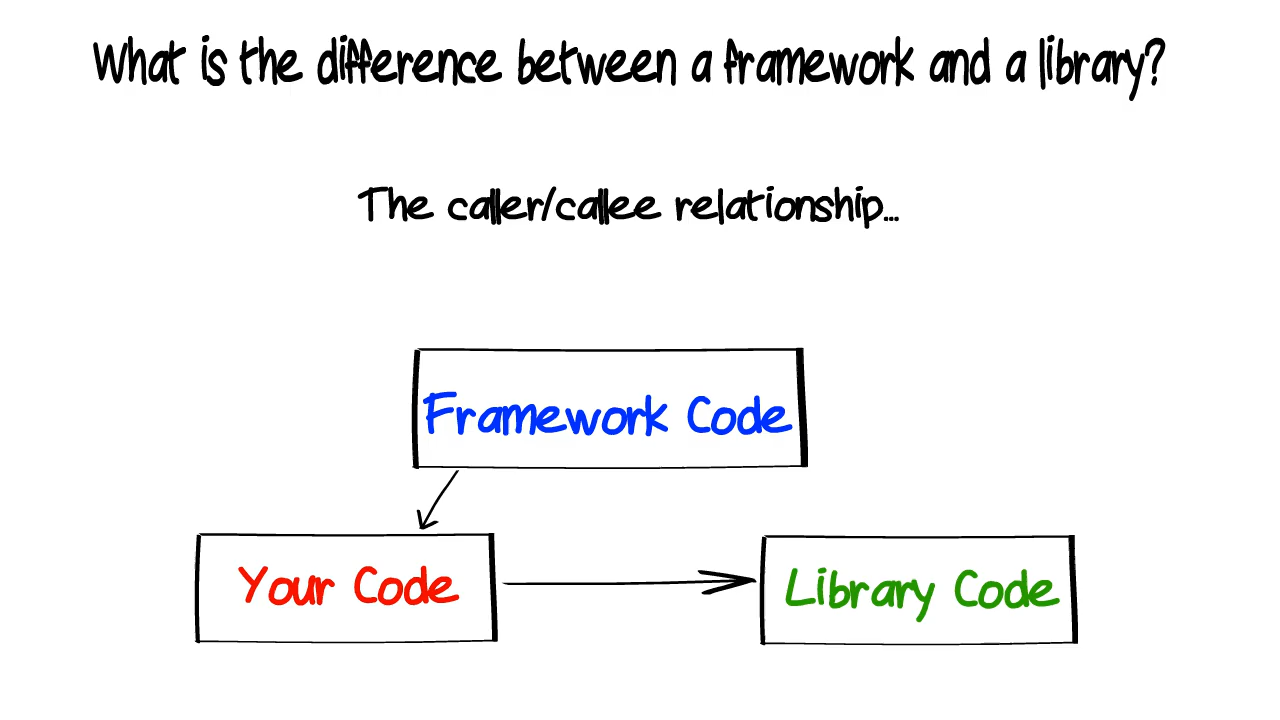 What is the difference between a framework and a library?
The caller/callee relationship...
Framework Code
Your Code
Library Code